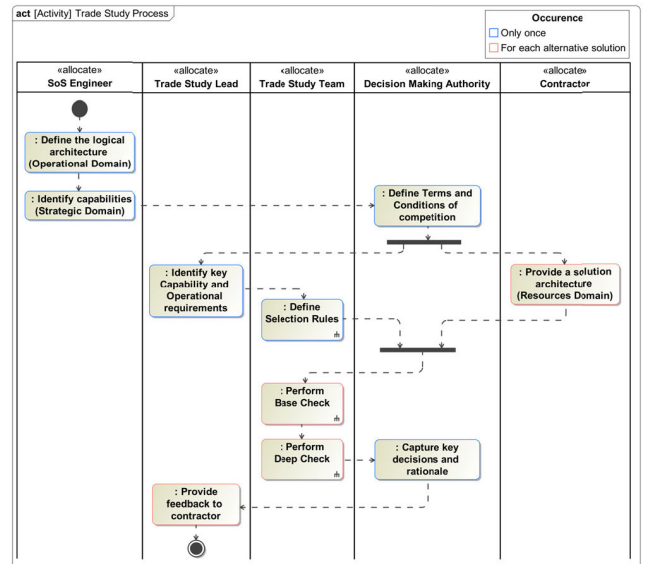 act [Activity] Trade Study Process
Occurence
Only once
For each alternative solution
«allocate»
SoS Engineer
«allocate»
Trade Study Lead
«allocate»
Trade Study Team
«allocate»
Decision Making Authority
«allocate»
Contractor
: Define the logical
architecture
(Operational Domain)
: Identify capabilities
(Strategic Domain)
: Define Terms and
Conditions of
competition
: Identify key
Capability and
Operational
requirements
: Provide a solution
architecture
(Resources Domain)
: Define
Selection Rules
: Perform
Base Check
: Perform
Deep Check
: Capture key
decisions and
rationale
: Provide
feedback to
contractor